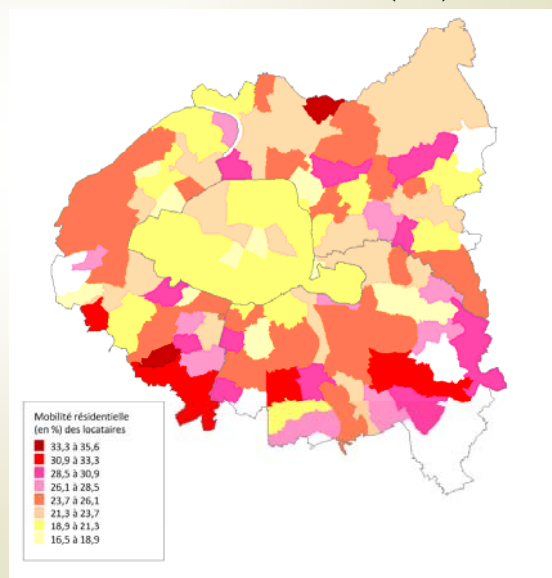 Mobilité résidentielle
(en %) des locataires
33,3 à 35,6
30,9 à 33,3
28,5 à 30,9
26,1 à 28,5
23,7 à 26,1
21,3 à 23,7
18,9 à 21,3
16,5 à 18,9